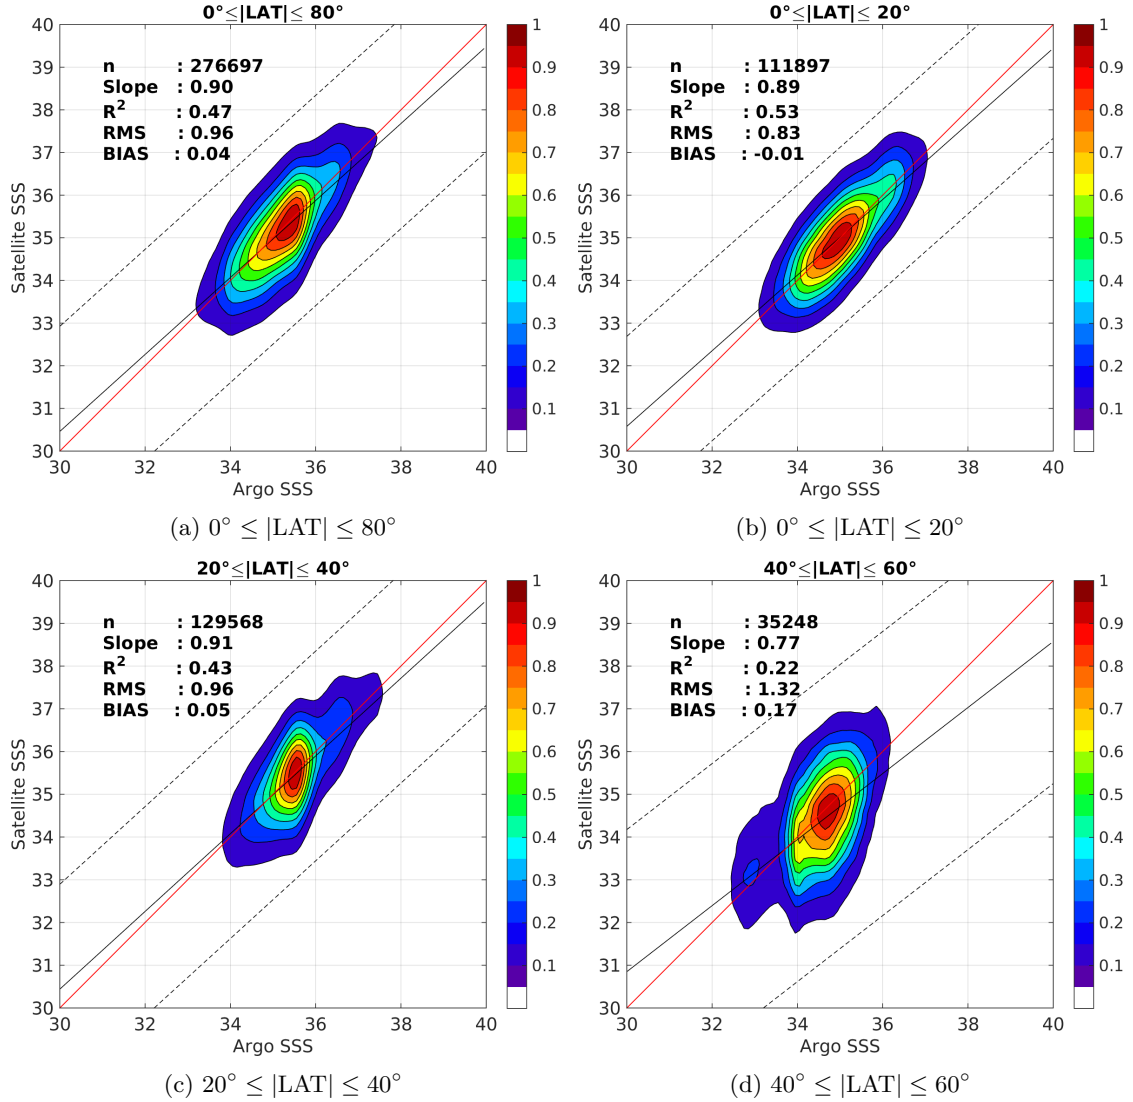 0°≤|LAT|≤ 80°
n : 276697
Slope : 0.90
R² : 0.47
RMS : 0.96
BIAS : 0.04
Satellite SSS
40
39
38
37
36
35
34
33
32
31
30
30 32 34 36 38 40
Argo SSS
1
0.9
0.8
0.7
0.6
0.5
0.4
0.3
0.2
0.1
(a) 0° ≤ |LAT| ≤ 80°
0°≤|LAT|≤ 20°
n : 111897
Slope : 0.89
R² : 0.53
RMS : 0.83
BIAS : -0.01
Satellite SSS
40
39
38
37
36
35
34
33
32
31
30
30 32 34 36 38 40
Argo SSS
1
0.9
0.8
0.7
0.6
0.5
0.4
0.3
0.2
0.1
(b) 0° ≤ |LAT| ≤ 20°
20°≤|LAT|≤ 40°
n : 129568
Slope : 0.91
R² : 0.43
RMS : 0.96
BIAS : 0.05
Satellite SSS
40
39
38
37
36
35
34
33
32
31
30
30 32 34 36 38 40
Argo SSS
1
0.9
0.8
0.7
0.6
0.5
0.4
0.3
0.2
0.1
(c) 20° ≤ |LAT| ≤ 40°
40°≤|LAT|≤ 60°
n : 35248
Slope : 0.77
R² : 0.22
RMS : 1.32
BIAS : 0.17
Satellite SSS
40
39
38
37
36
35
34
33
32
31
30
30 32 34 36 38 40
Argo SSS
1
0.9
0.8
0.7
0.6
0.5
0.4
0.3
0.2
0.1
(d) 40° ≤ |LAT| ≤ 60°